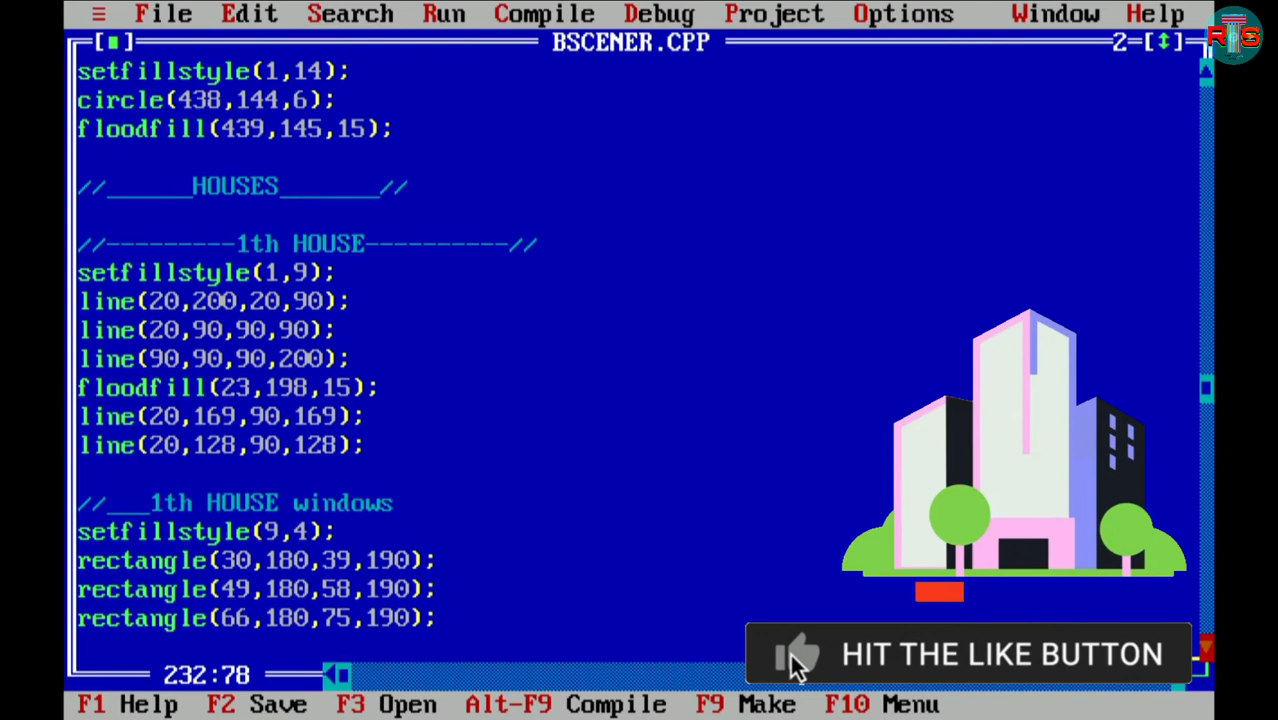 ≡ File Edit Search Run Compile Debug Project Options Window Help
[■] BSCENER.CPP 2=[↕]
RTS
setfillstyle(1,14);
circle(438,144,6);
floodfill(439,145,15);
//______HOUSES_______//
//---------1th HOUSE----------//
setfillstyle(1,9);
line(20,200,20,90);
line(20,90,90,90);
line(90,90,90,200);
floodfill(23,198,15);
line(20,169,90,169);
line(20,128,90,128);
//___1th HOUSE windows
setfillstyle(9,4);
rectangle(30,180,39,190);
rectangle(49,180,58,190);
rectangle(66,180,75,190);
HIT THE LIKE BUTTON
232:78
F1 Help F2 Save F3 Open Alt-F9 Compile F9 Make F10 Menu